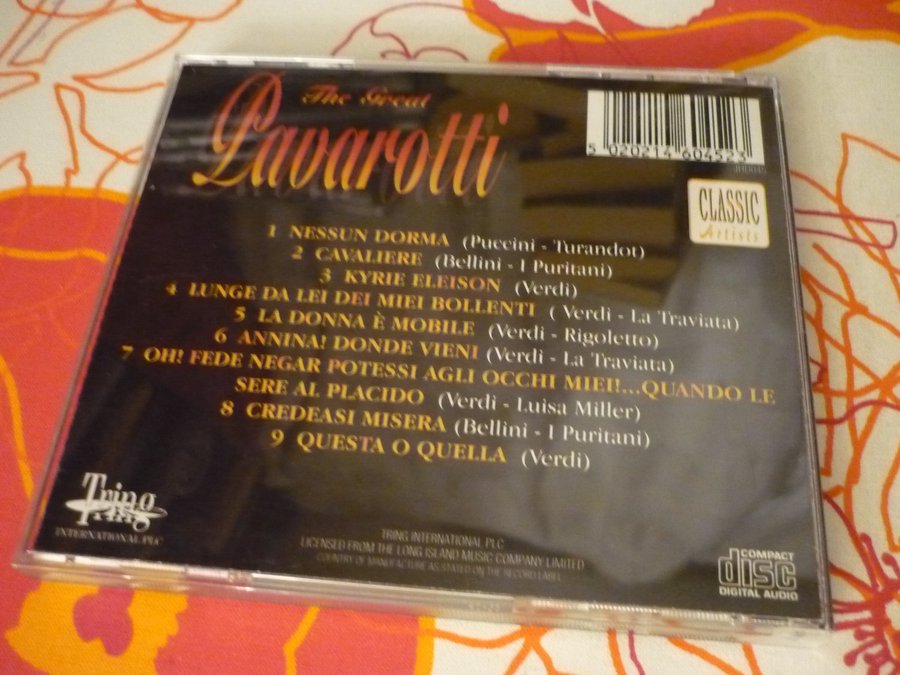 The Great
Pavarotti
5 020214 604523
CLASSIC
Artists
1 NESSUN DORMA (Puccini - Turandot)
2 CAVALIERE (Bellini - I Puritani)
3 KYRIE ELEISON (Verdi)
4 LUNGE DA LEI DEI MIEI BOLLENTI ( Verdi - La Traviata)
5 LA DONNA È MOBILE (Verdi - Rigoletto)
6 ANNINA! DONDE VIENI (Verdi - La Traviata)
7 OH! FEDE NEGAR POTESSI AGLI OCCHI MIEI!...QUANDO LE
SERE AL PLACIDO (Verdi - Luisa Miller)
8 CREDEASI MISERA (Bellini - I Puritani)
9 QUESTA O QUELLA (Verdi)
Tring
INTERNATIONAL PLC
TRING INTERNATIONAL PLC
LICENSED FROM THE LONG ISLAND MUSIC COMPANY LIMITED
COUNTRY OF MANUFACTURE AS STATED ON THE RECORD LABEL
COMPACT
disc
DIGITAL AUDIO